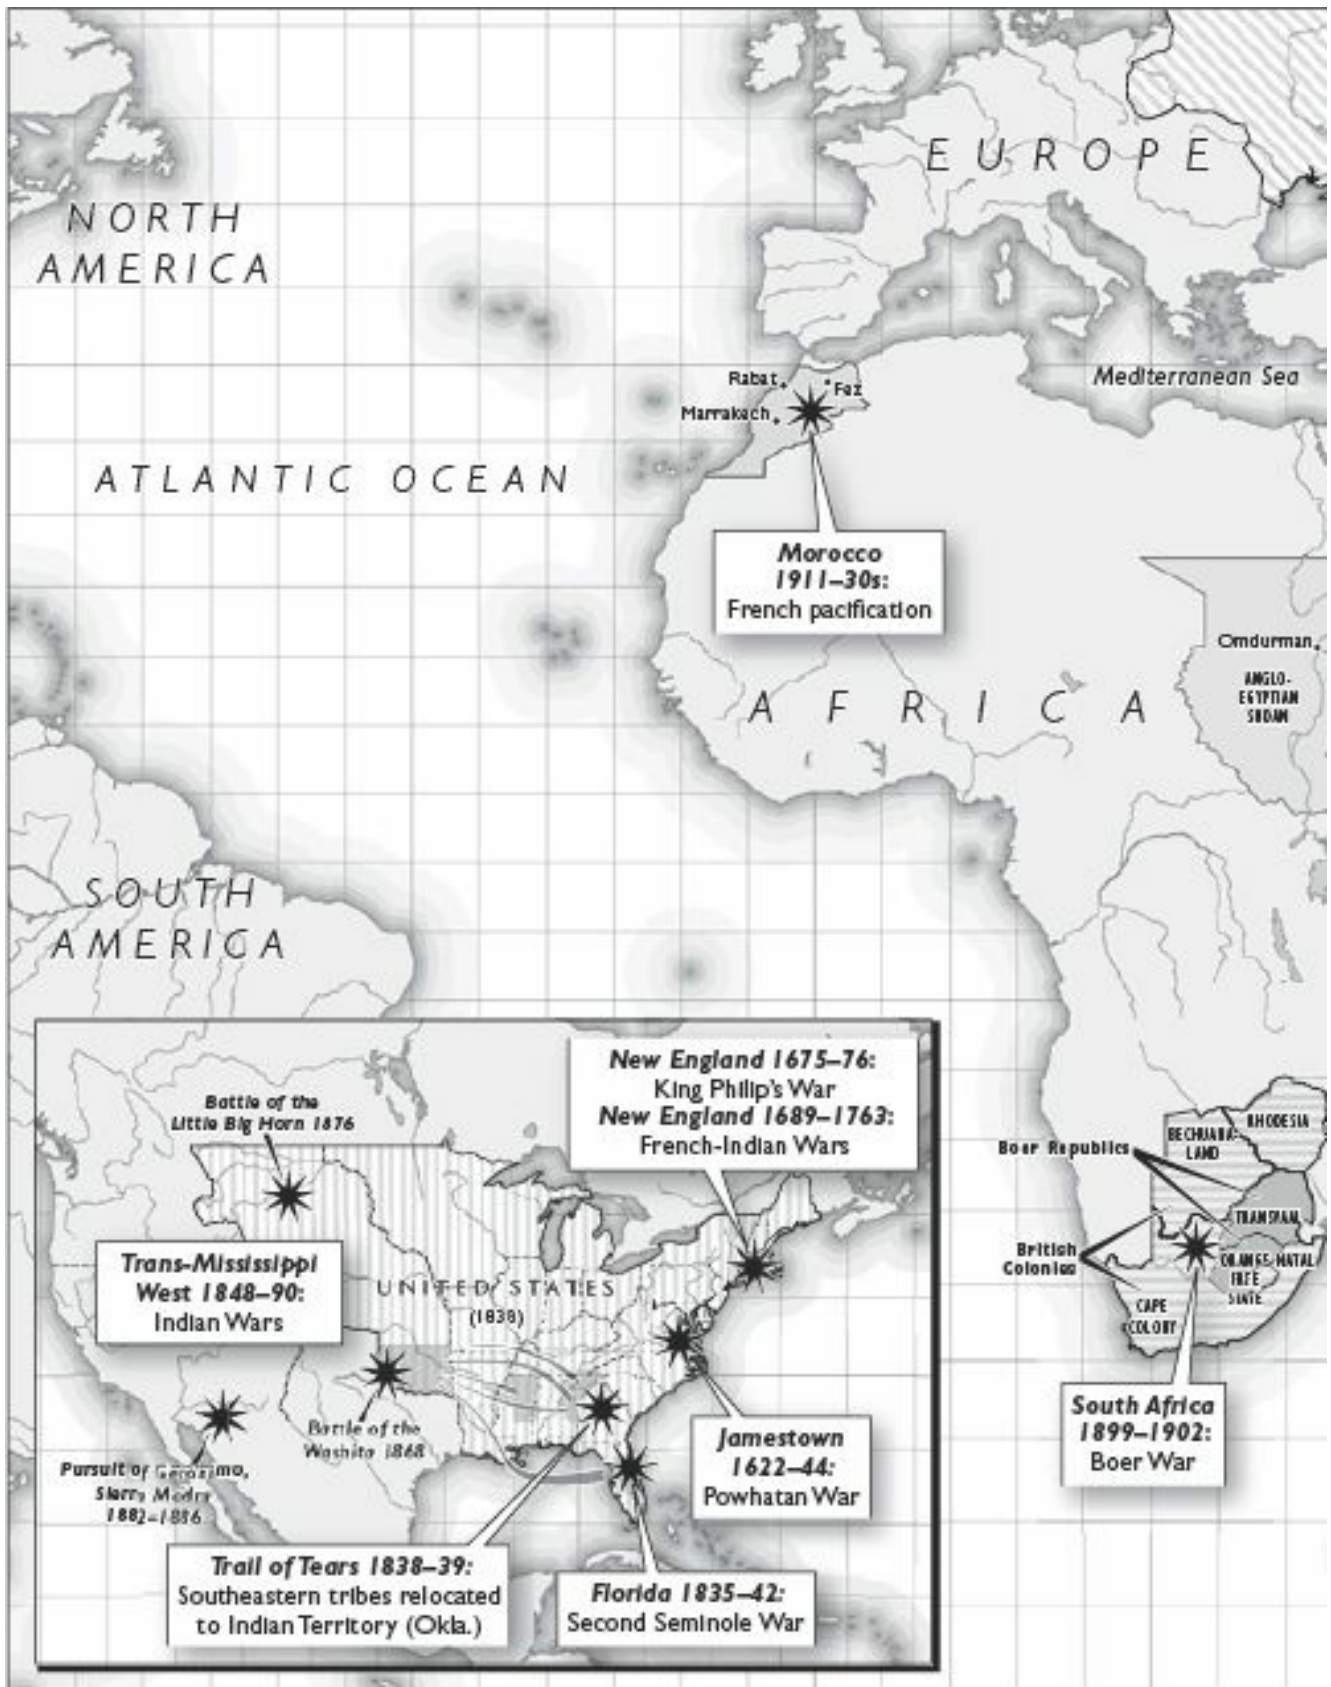 EUROPE
NORTH
AMERICA
Mediterranean Sea
Rabat
Fez
Marrakech
ATLANTIC OCEAN
Morocco
1911–30s:
French pacification
Omdurman
ANGLO-
EGYPTIAN
SUDAN
AFRICA
SOUTH
AMERICA
New England 1675–76:
King Philip's War
New England 1689–1763:
French-Indian Wars
Battle of the
Little Big Horn 1876
Trans-Mississippi
West 1848–90:
Indian Wars
UNITED STATES
(1838)
Battle of the
Washita 1868
Pursuit of Geronimo,
Sierra Madre
1882–1886
Jamestown
1622–44:
Powhatan War
Trail of Tears 1838–39:
Southeastern tribes relocated
to Indian Territory (Okla.)
Florida 1835–42:
Second Seminole War
RHODESIA
BECHUANA-
LAND
Boer Republics
TRANSVAAL
British
Colonies
ORANGE
FREE
STATE
NATAL
CAPE
COLONY
South Africa
1899–1902:
Boer War